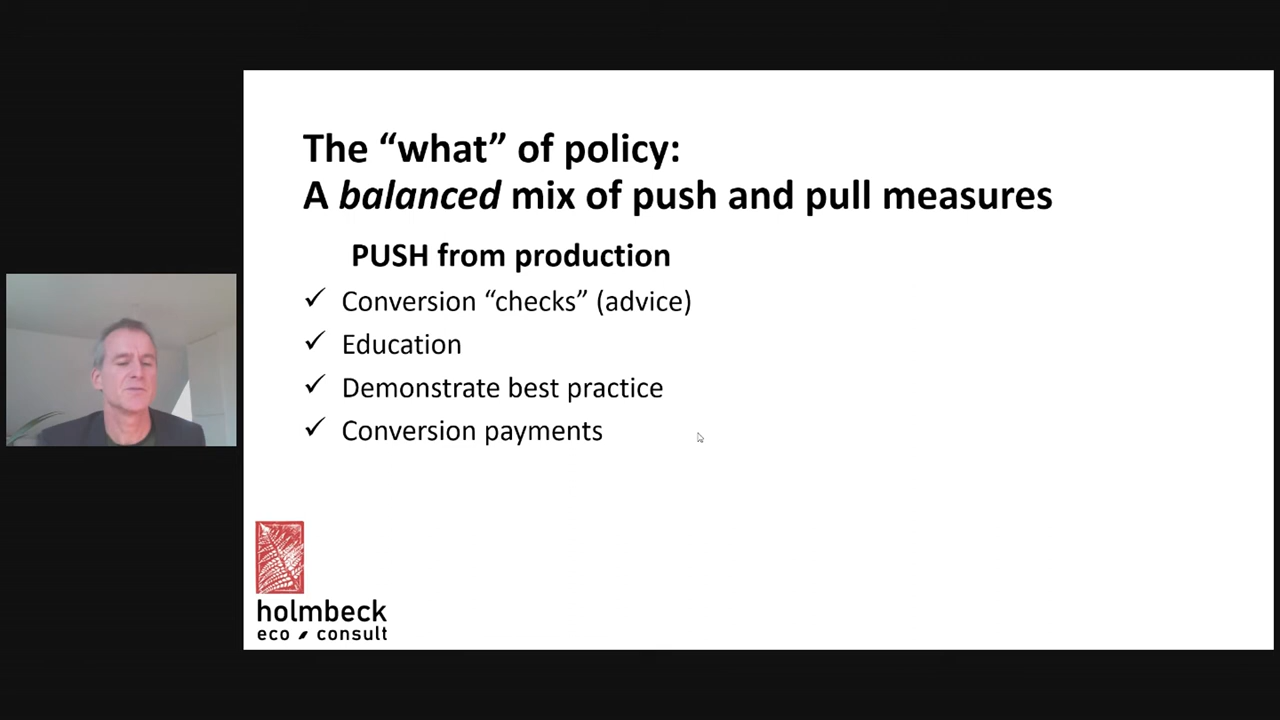 The “what” of policy:
A balanced mix of push and pull measures
PUSH from production
✓ Conversion “checks” (advice)
✓ Education
✓ Demonstrate best practice
✓ Conversion payments
holmbeck
eco consult